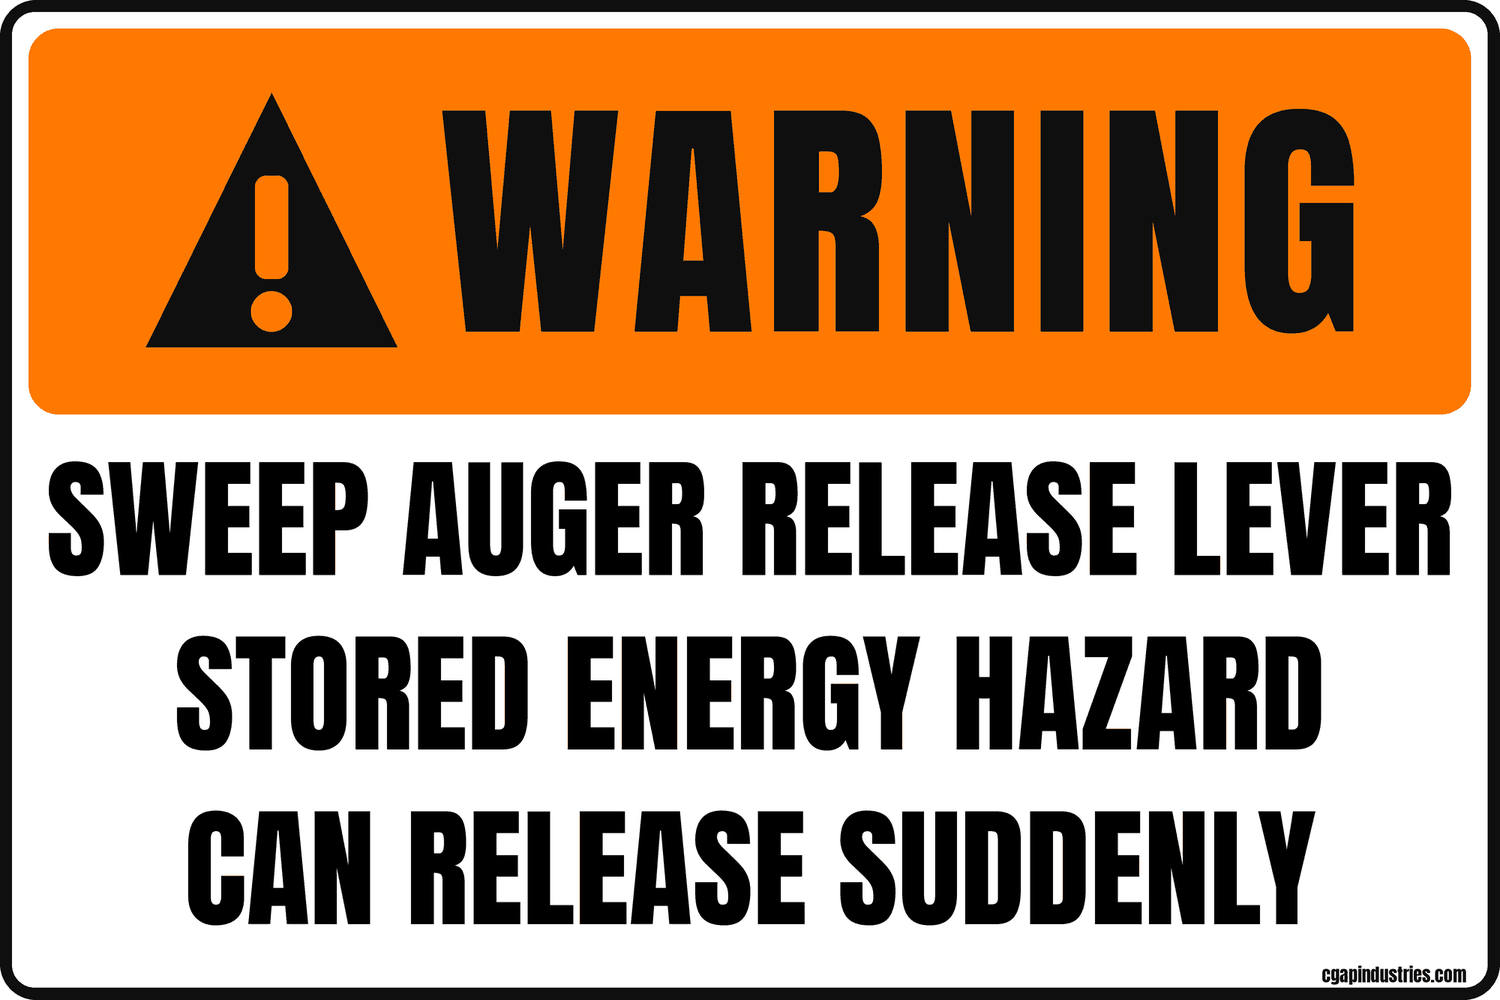 WARNING
SWEEP AUGER RELEASE LEVER
STORED ENERGY HAZARD
CAN RELEASE SUDDENLY
cgapindustries.com